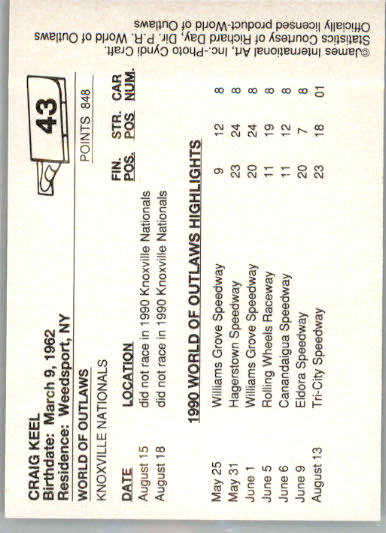 CRAIG KEEL
Birthdate: March 9, 1962
Residence: Weedsport, NY
43
WORLD OF OUTLAWS POINTS 848
KNOXVILLE NATIONALS
DATE LOCATION FIN. POS. STR. POS CAR NUM.
August 15 did not race in 1990 Knoxville Nationals
August 18 did not race in 1990 Knoxville Nationals
1990 WORLD OF OUTLAWS HIGHLIGHTS
May 25 Williams Grove Speedway 9 12 8
May 31 Hagerstown Speedway 23 24 8
June 1 Williams Grove Speedway 20 24 8
June 5 Rolling Wheels Raceway 11 19 8
June 6 Canandaigua Speedway 11 12 8
June 9 Eldora Speedway 20 7 8
August 13 Tri-City Speedway 23 18 01
©James International Art, Inc.-Photo Cyndi Craft.
Statistics Courtesy of Richard Day, Dir. P.R. World of Outlaws
Officially licensed product-World of Outlaws